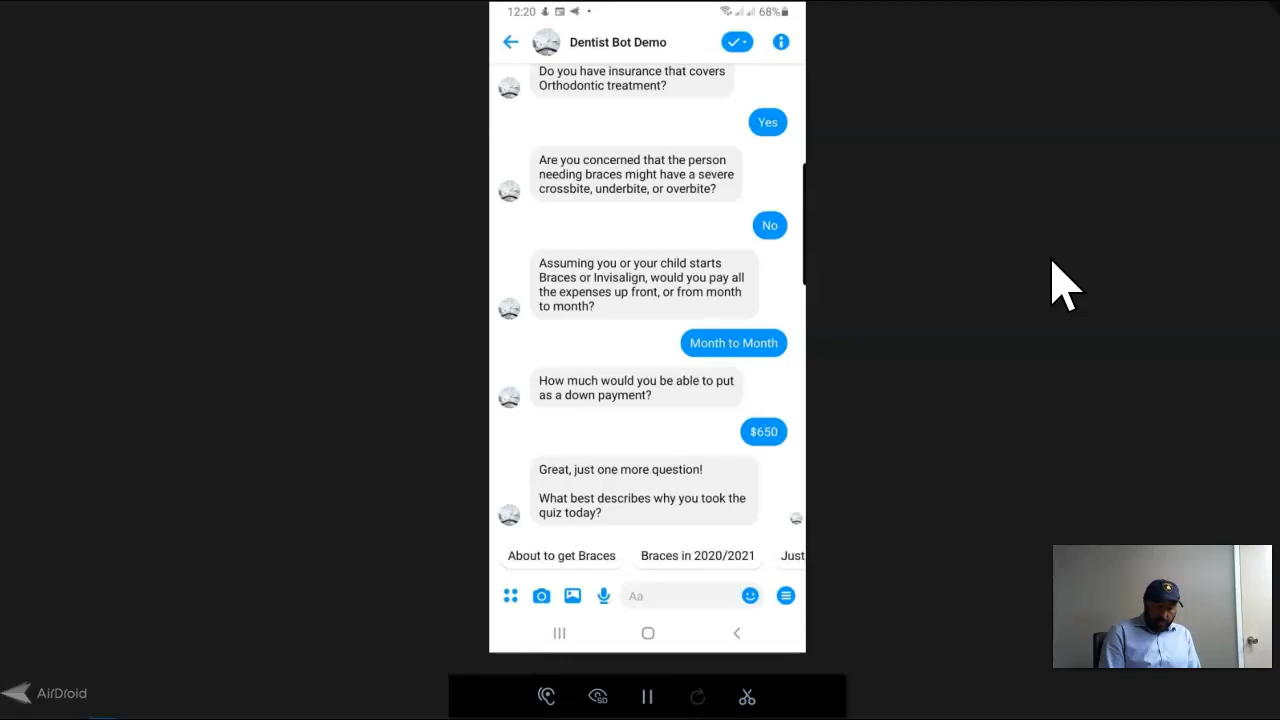 12:20
68%
Dentist Bot Demo
Do you have insurance that covers
Orthodontic treatment?
Yes
Are you concerned that the person
needing braces might have a severe
crossbite, underbite, or overbite?
No
Assuming you or your child starts
Braces or Invisalign, would you pay all
the expenses up front, or from month
to month?
Month to Month
How much would you be able to put
as a down payment?
$650
Great, just one more question!
What best describes why you took the
quiz today?
About to get Braces
Braces in 2020/2021
Just
Aa
SD
AirDroid